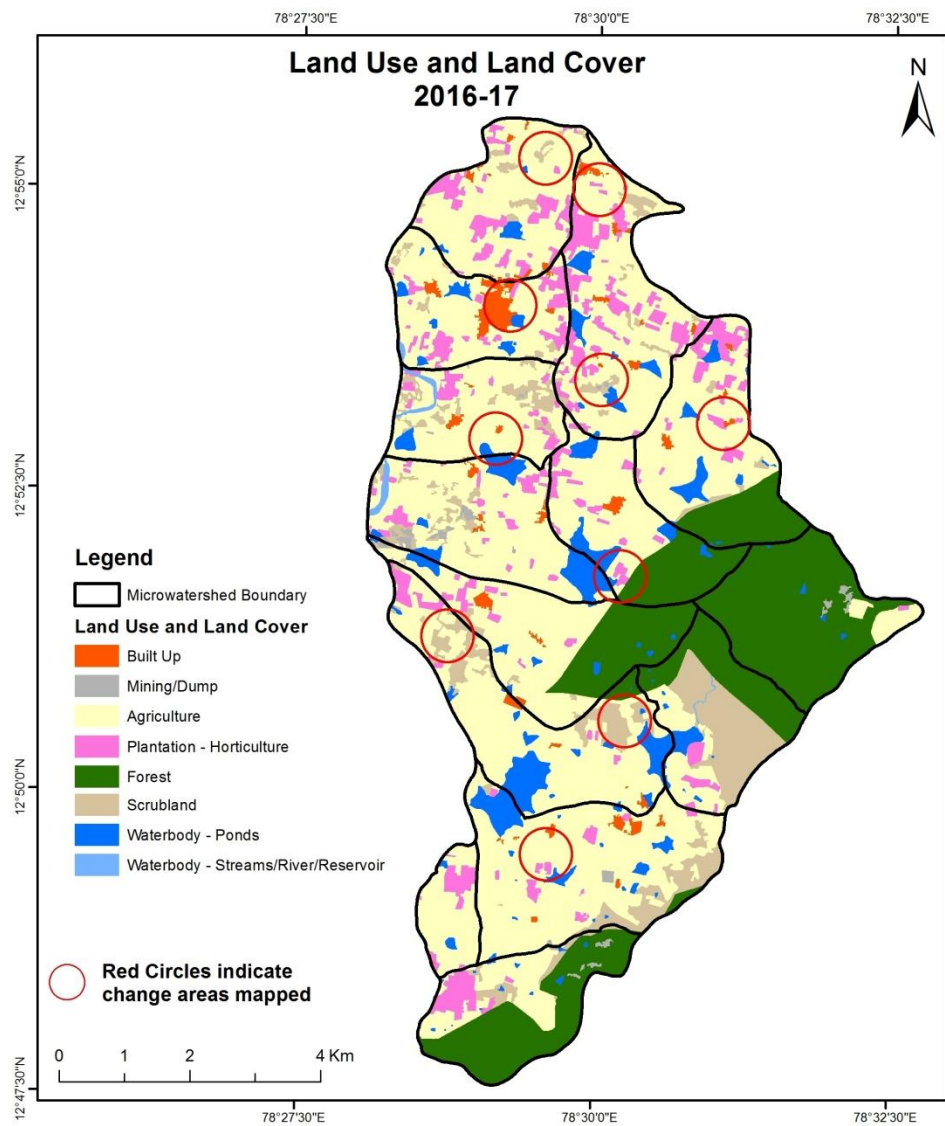 78°27'30"E
78°30'0"E
78°32'30"E
Land Use and Land Cover
2016-17
N
12°55'0"N
12°52'30"N
12°50'0"N
12°47'30"N
Legend
Microwatershed Boundary
Land Use and Land Cover
Built Up
Mining/Dump
Agriculture
Plantation - Horticulture
Forest
Scrubland
Waterbody - Ponds
Waterbody - Streams/River/Reservoir
Red Circles indicate
change areas mapped
0 1 2 4 Km
78°27'30"E
78°30'0"E
78°32'30"E